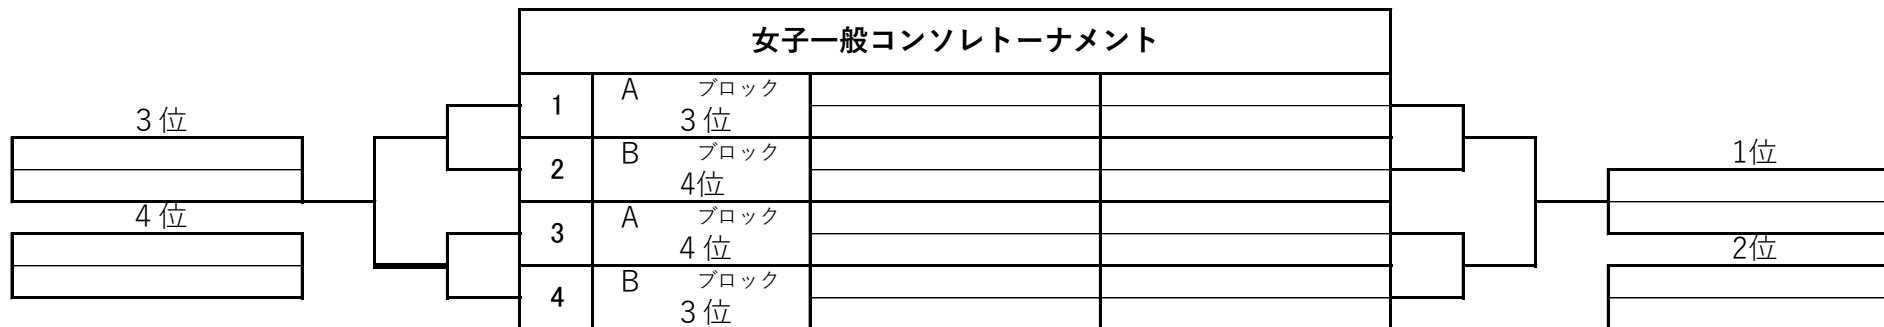 女子一般コンソレトーナメント
1 A ブロック
3位
2 B ブロック
4位
3 A ブロック
4位
4 B ブロック
3位
3位
4位
1位
2位